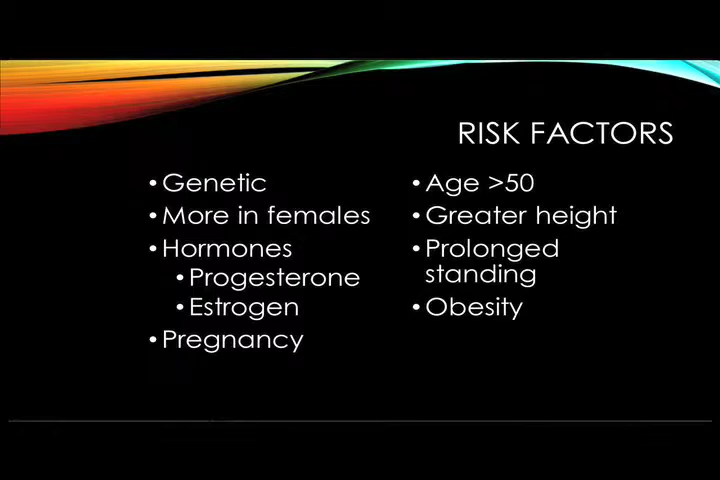 RISK FACTORS
• Genetic
• More in females
• Hormones
• Progesterone
• Estrogen
• Pregnancy
• Age >50
• Greater height
• Prolonged
standing
• Obesity